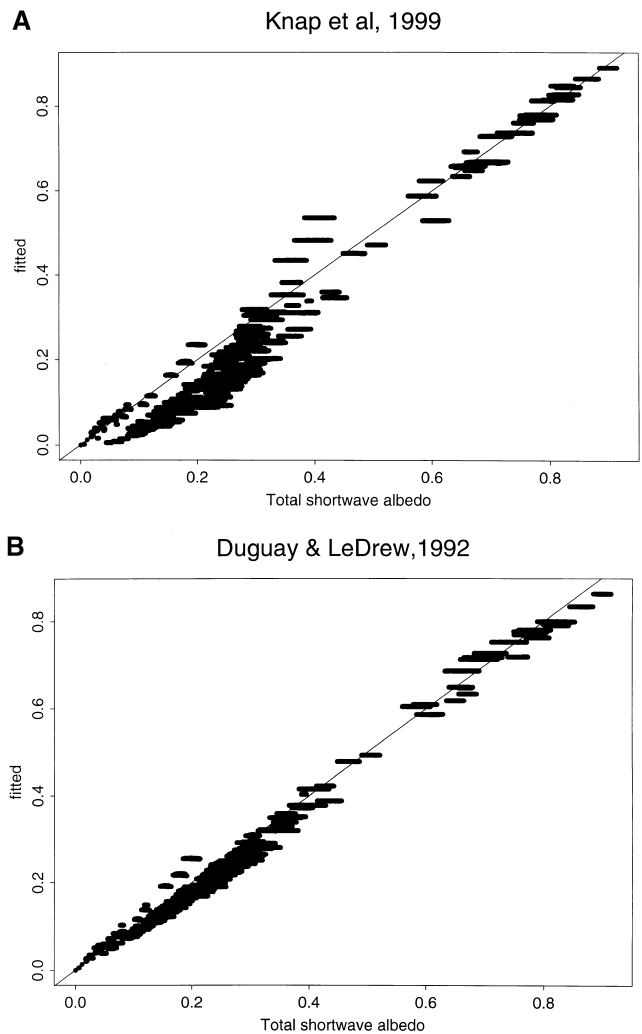 A
Knap et al, 1999
fitted
0.8
0.6
0.4
0.2
0.0
0.0 0.2 0.4 0.6 0.8
Total shortwave albedo
B
Duguay & LeDrew,1992
fitted
0.8
0.6
0.4
0.2
0.0
0.0 0.2 0.4 0.6 0.8
Total shortwave albedo